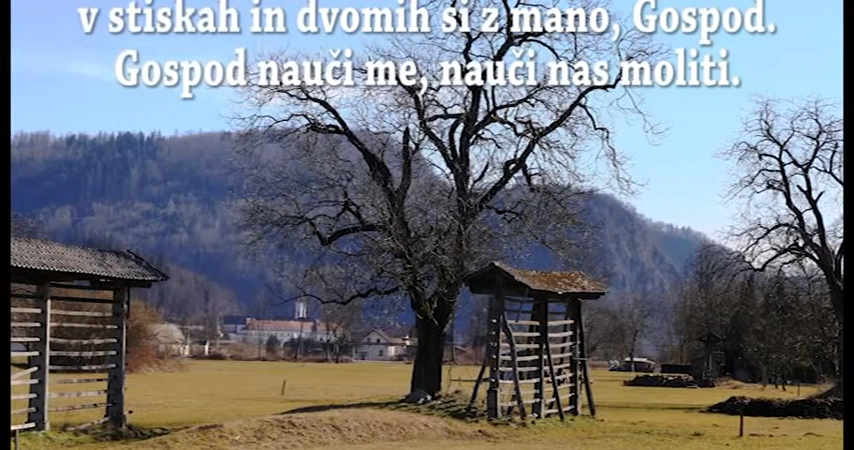 v stiskah in dvomih si z mano, Gospod.
Gospod nauči me, nauči nas moliti.